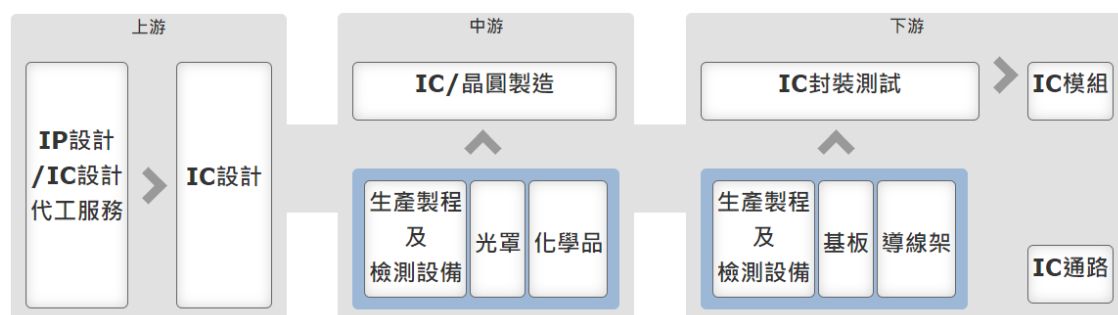 上游
IP設計
/IC設計
代工服務
IC設計
中游
IC/晶圓製造
生產製程
及
檢測設備
光罩
化學品
下游
IC封裝測試
IC模組
生產製程
及
檢測設備
基板
導線架
IC通路